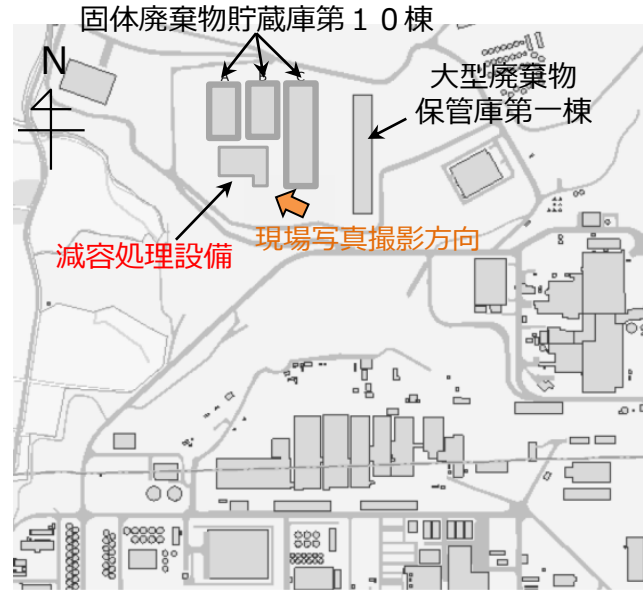 固体廃棄物貯蔵庫第１０棟
N
大型廃棄物
保管庫第一棟
減容処理設備
現場写真撮影方向